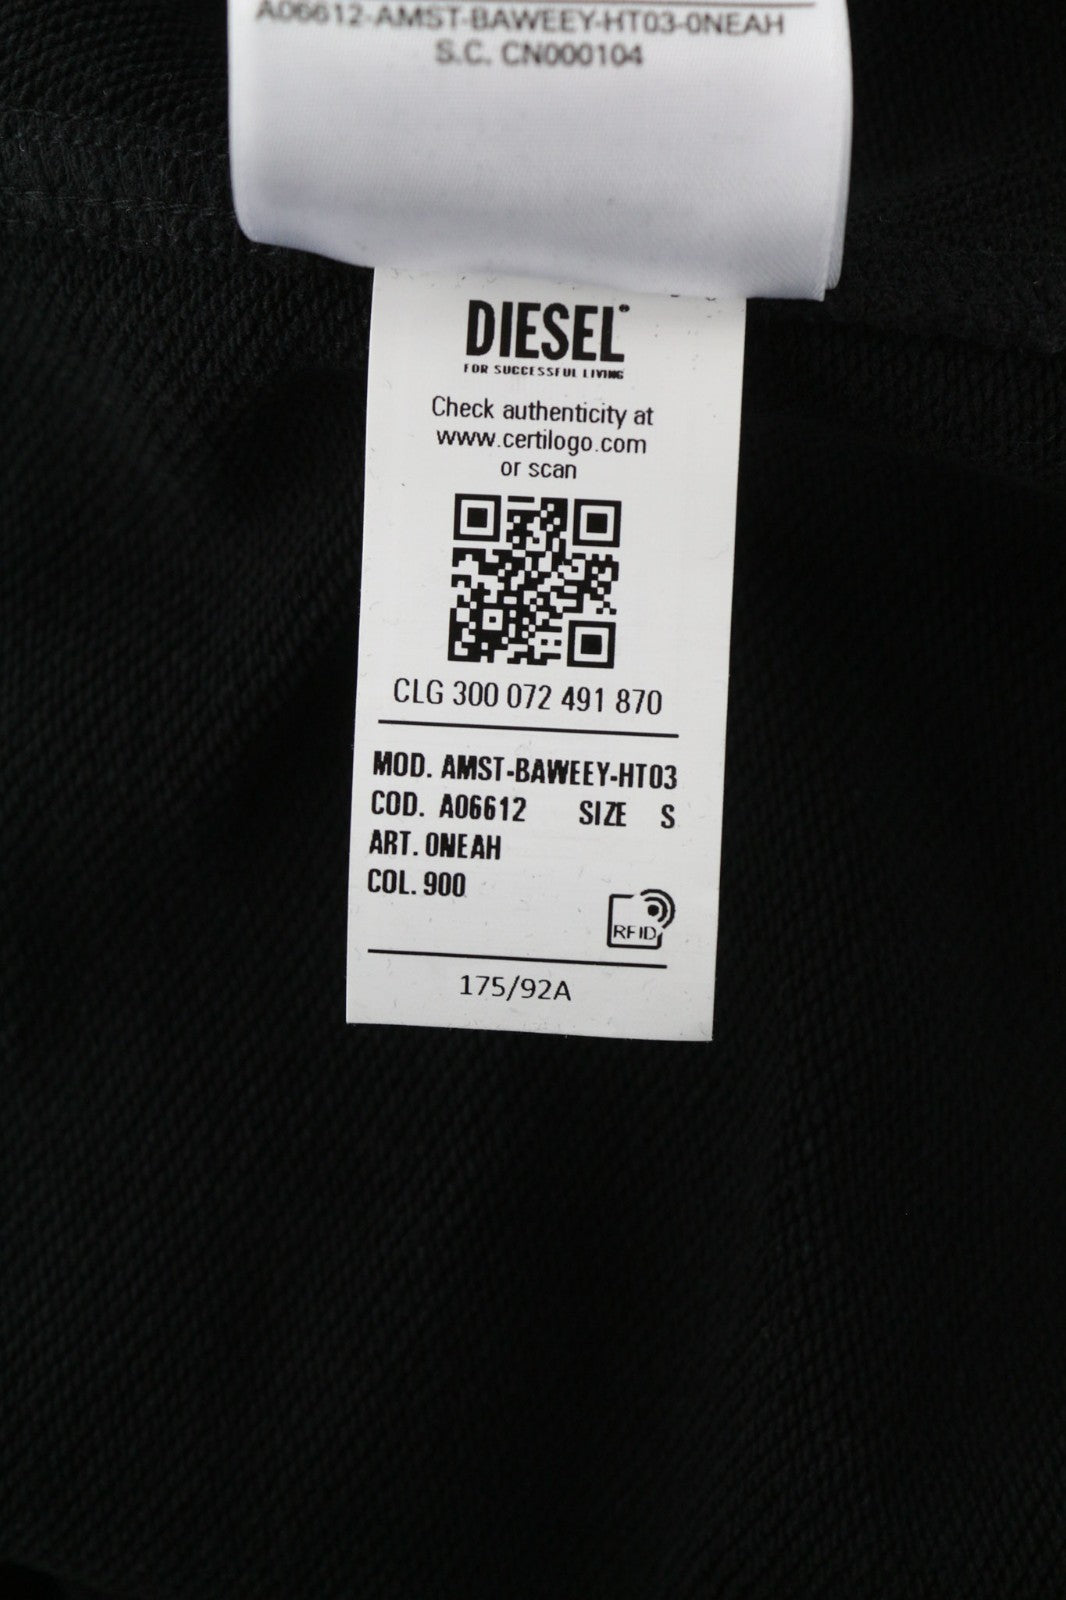 A06612-AMST-BAWEEY-HT03-0NEAH
S.C. CN000104
DIESEL
FOR SUCCESSFUL LIVING
Check authenticity at
www.certilogo.com
or scan
CLG 300 072 491 870
MOD. AMST-BAWEEY-HT03
COD. A06612 SIZE S
ART. 0NEAH
COL. 900
RFID
175/92A